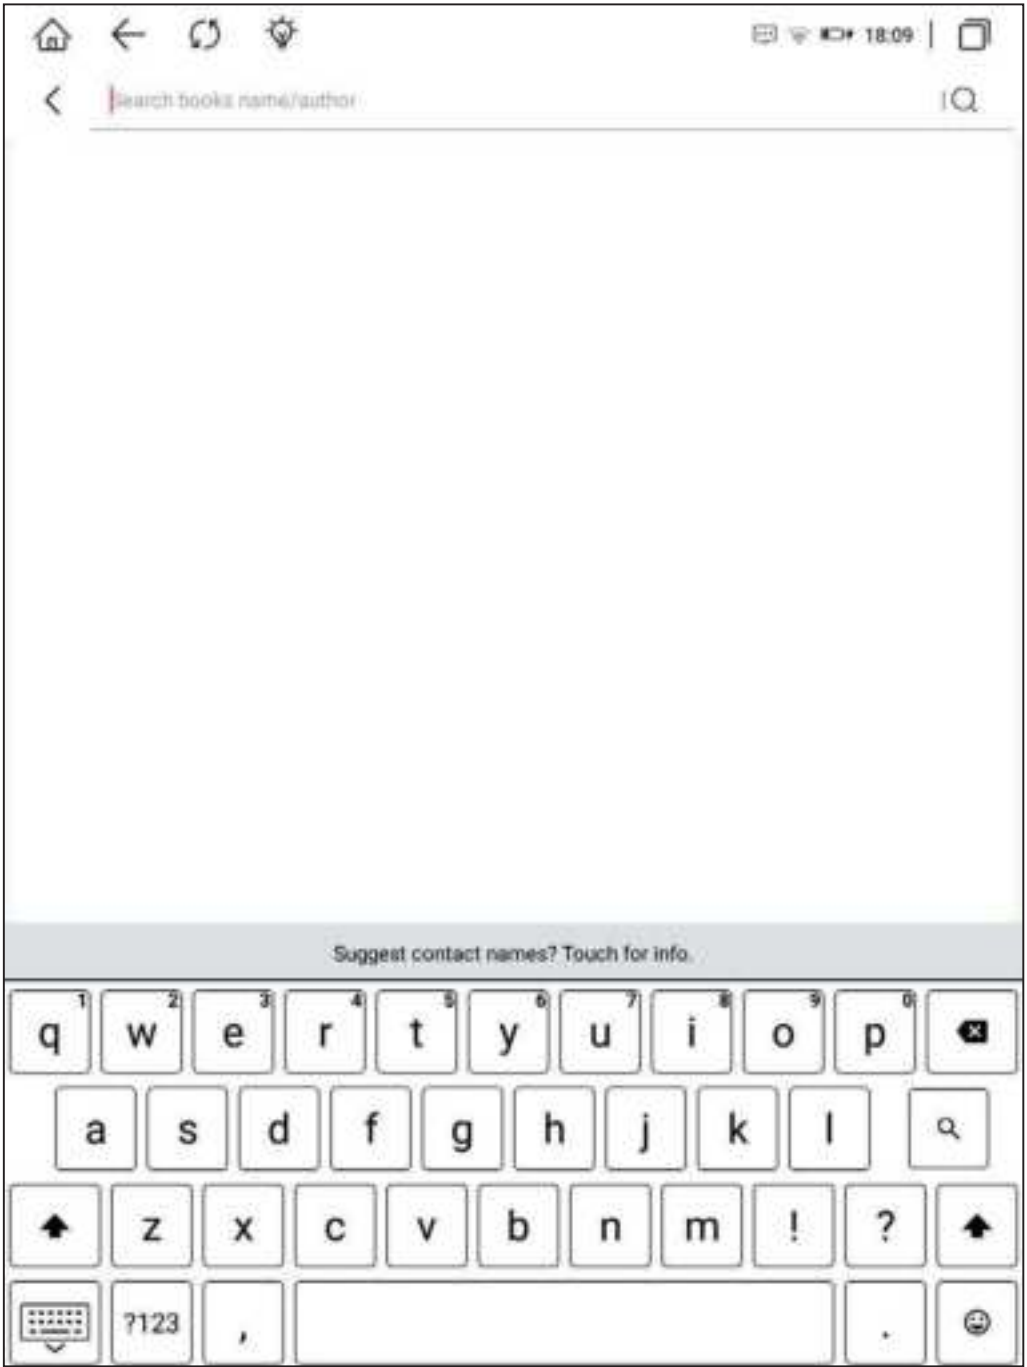 18:09
Search books name/author
Suggest contact names? Touch for info.
q 1 w 2 e 3 r 4 t 5 y 6 u 7 i 8 o 9 p 0
a s d f g h j k l
z x c v b n m ! ?
?123 , .